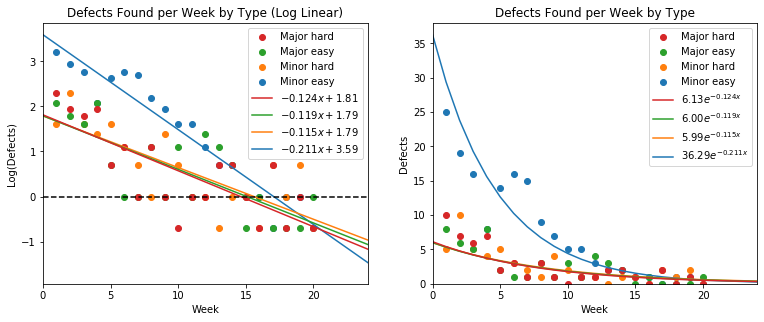 Defects Found per Week by Type (Log Linear)
Log(Defects)
3
2
1
0
−1
Major hard
Major easy
Minor hard
Minor easy
−0.124x + 1.81
−0.119x + 1.79
−0.115x + 1.79
−0.211x + 3.59
0 5 10 15 20
Week
Defects Found per Week by Type
Defects
35
30
25
20
15
10
5
0
Major hard
Major easy
Minor hard
Minor easy
6.13e^{−0.124x}
6.00e^{−0.119x}
5.99e^{−0.115x}
36.29e^{−0.211x}
0 5 10 15 20
Week